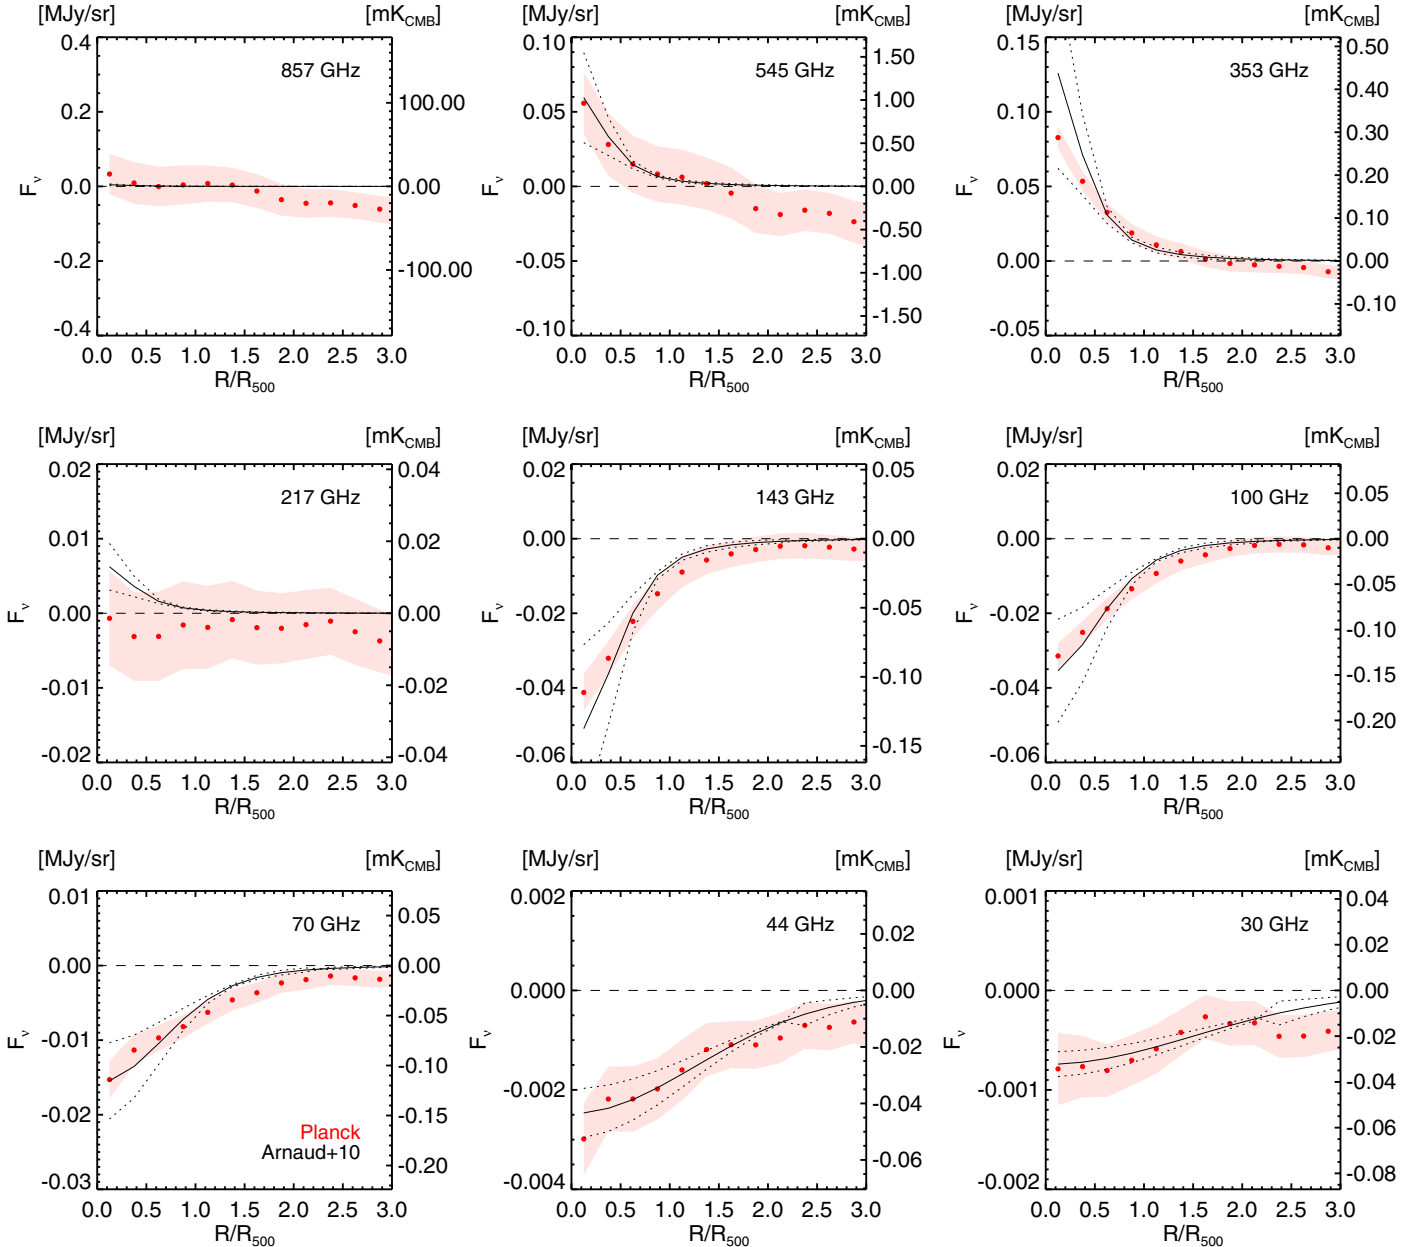 [MJy/sr] [mK_CMB] [MJy/sr] [mK_CMB] [MJy/sr] [mK_CMB]
857 GHz 545 GHz 353 GHz
0.4 0.2 0.0 -0.2 -0.4
100.00 0.00 -100.00
0.10 0.05 0.00 -0.05 -0.10
1.50 1.00 0.50 0.00 -0.50 1.00 -1.50
0.15 0.10 0.05 0.00 -0.05
0.50 0.40 0.30 0.20 0.10 0.00 -0.10
F_ν F_ν F_ν
0.0 0.5 1.0 1.5 2.0 2.5 3.0 0.0 0.5 1.0 1.5 2.0 2.5 3.0 0.0 0.5 1.0 1.5 2.0 2.5 3.0
R/R_500 R/R_500 R/R_500
[MJy/sr] [mK_CMB] [MJy/sr] [mK_CMB] [MJy/sr] [mK_CMB]
217 GHz 143 GHz 100 GHz
0.02 0.01 0.00 -0.01 -0.02
0.04 0.02 0.00 -0.02 -0.04
0.02 0.00 -0.02 -0.04 -0.06
0.05 0.00 -0.05 -0.10 -0.15
0.02 0.00 -0.02 -0.04 -0.06
0.05 0.00 -0.05 -0.10 -0.15 -0.20
F_ν F_ν F_ν
0.0 0.5 1.0 1.5 2.0 2.5 3.0 0.0 0.5 1.0 1.5 2.0 2.5 3.0 0.0 0.5 1.0 1.5 2.0 2.5 3.0
R/R_500 R/R_500 R/R_500
[MJy/sr] [mK_CMB] [MJy/sr] [mK_CMB] [MJy/sr] [mK_CMB]
70 GHz 44 GHz 30 GHz
0.01 0.00 -0.01 -0.02 -0.03
0.05 0.00 -0.05 -0.10 -0.15 -0.20
0.002 0.000 -0.002 -0.004
0.02 0.00 -0.02 -0.04 -0.06
0.001 0.000 -0.001 -0.002
0.04 0.02 0.00 -0.02 -0.04 -0.06 -0.08
F_ν F_ν F_ν
Planck
Arnaud+10
0.0 0.5 1.0 1.5 2.0 2.5 3.0 0.0 0.5 1.0 1.5 2.0 2.5 3.0 0.0 0.5 1.0 1.5 2.0 2.5 3.0
R/R_500 R/R_500 R/R_500